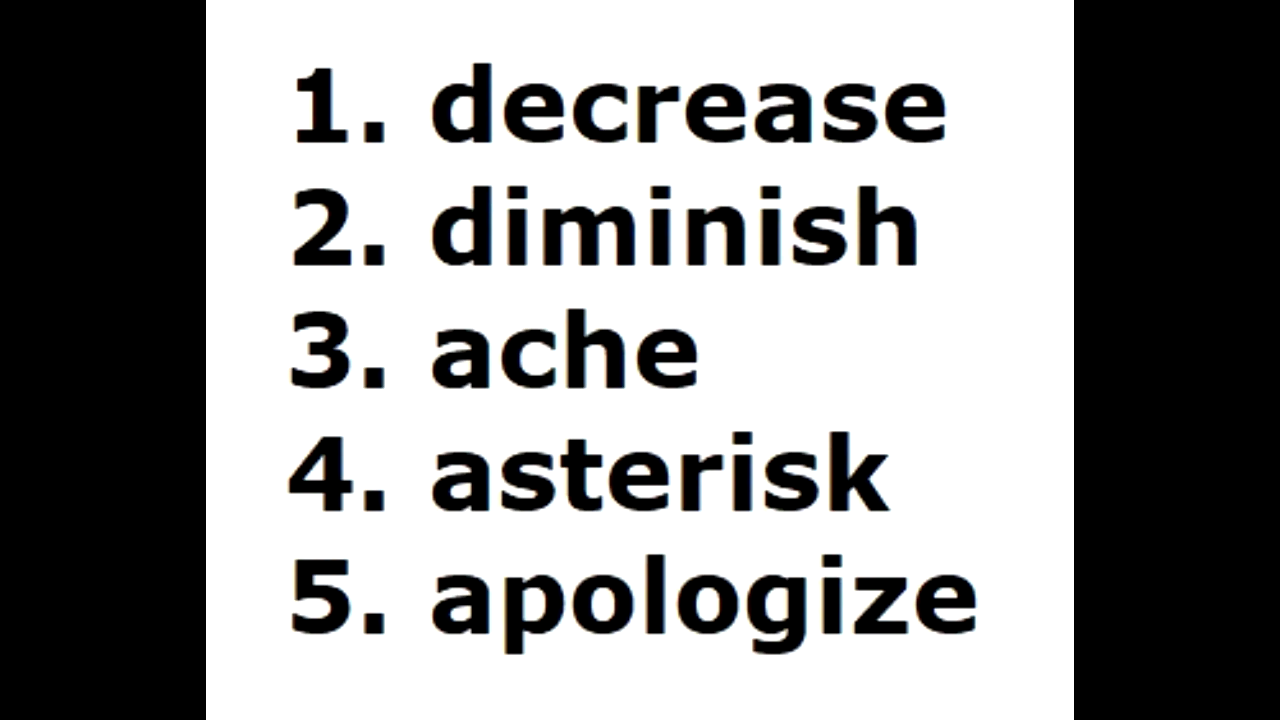 1. decrease
2. diminish
3. ache
4. asterisk
5. apologize